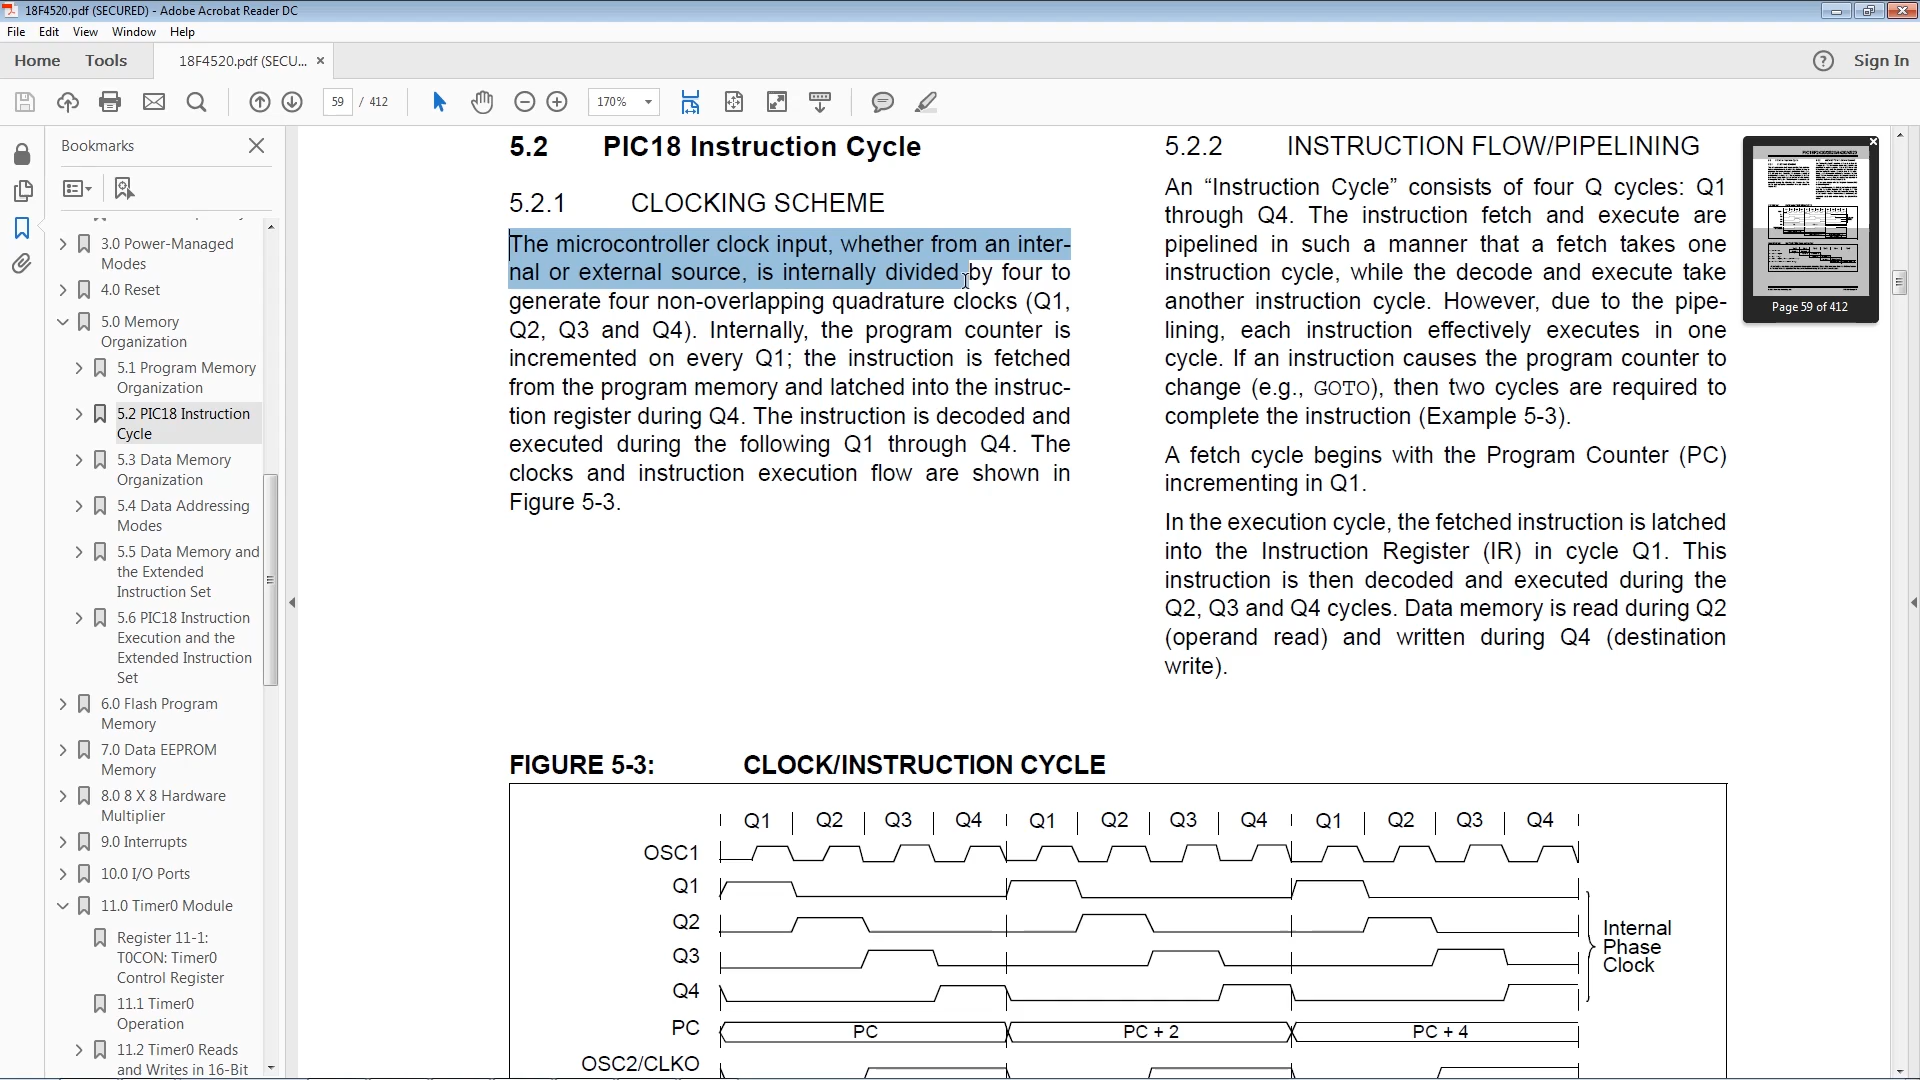 18F4520.pdf (SECURED) - Adobe Acrobat Reader DC
File Edit View Window Help
Home Tools 18F4520.pdf (SECU... × Sign In
59 / 412 170%
Bookmarks
3.0 Power-Managed
Modes
4.0 Reset
5.0 Memory
Organization
5.1 Program Memory
Organization
5.2 PIC18 Instruction
Cycle
5.3 Data Memory
Organization
5.4 Data Addressing
Modes
5.5 Data Memory and
the Extended
Instruction Set
5.6 PIC18 Instruction
Execution and the
Extended Instruction
Set
6.0 Flash Program
Memory
7.0 Data EEPROM
Memory
8.0 8 X 8 Hardware
Multiplier
9.0 Interrupts
10.0 I/O Ports
11.0 Timer0 Module
Register 11-1:
T0CON: Timer0
Control Register
11.1 Timer0
Operation
11.2 Timer0 Reads
and Writes in 16-Bit
5.2 PIC18 Instruction Cycle
5.2.1 CLOCKING SCHEME
The microcontroller clock input, whether from an inter-
nal or external source, is internally divided by four to
generate four non-overlapping quadrature clocks (Q1,
Q2, Q3 and Q4). Internally, the program counter is
incremented on every Q1; the instruction is fetched
from the program memory and latched into the instruc-
tion register during Q4. The instruction is decoded and
executed during the following Q1 through Q4. The
clocks and instruction execution flow are shown in
Figure 5-3.
5.2.2 INSTRUCTION FLOW/PIPELINING
An “Instruction Cycle” consists of four Q cycles: Q1
through Q4. The instruction fetch and execute are
pipelined in such a manner that a fetch takes one
instruction cycle, while the decode and execute take
another instruction cycle. However, due to the pipe-
lining, each instruction effectively executes in one
cycle. If an instruction causes the program counter to
change (e.g., GOTO), then two cycles are required to
complete the instruction (Example 5-3).
A fetch cycle begins with the Program Counter (PC)
incrementing in Q1.
In the execution cycle, the fetched instruction is latched
into the Instruction Register (IR) in cycle Q1. This
instruction is then decoded and executed during the
Q2, Q3 and Q4 cycles. Data memory is read during Q2
(operand read) and written during Q4 (destination
write).
Page 59 of 412
FIGURE 5-3: CLOCK/INSTRUCTION CYCLE
Q1 Q2 Q3 Q4 Q1 Q2 Q3 Q4 Q1 Q2 Q3 Q4
OSC1
Q1
Q2
Q3
Q4
Internal
Phase
Clock
PC PC PC + 2 PC + 4
OSC2/CLKO